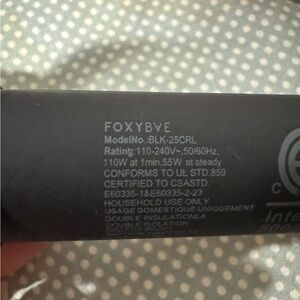 FOXYBAE
ModelNo.:BLK-25CRL
Rating:110-240V~,50/60Hz,
110W at 1min,55W at steady
CONFORMS TO UL STD.859
CERTIFIED TO CSASTD.
E60335-1&E60335-2-23
HOUSEHOLD USE ONLY
USAGE DOMESTIQUE UNIQUEMENT
DOUBLE INSULATION.A
DOUBLE ISOLATION
C
Inte
500